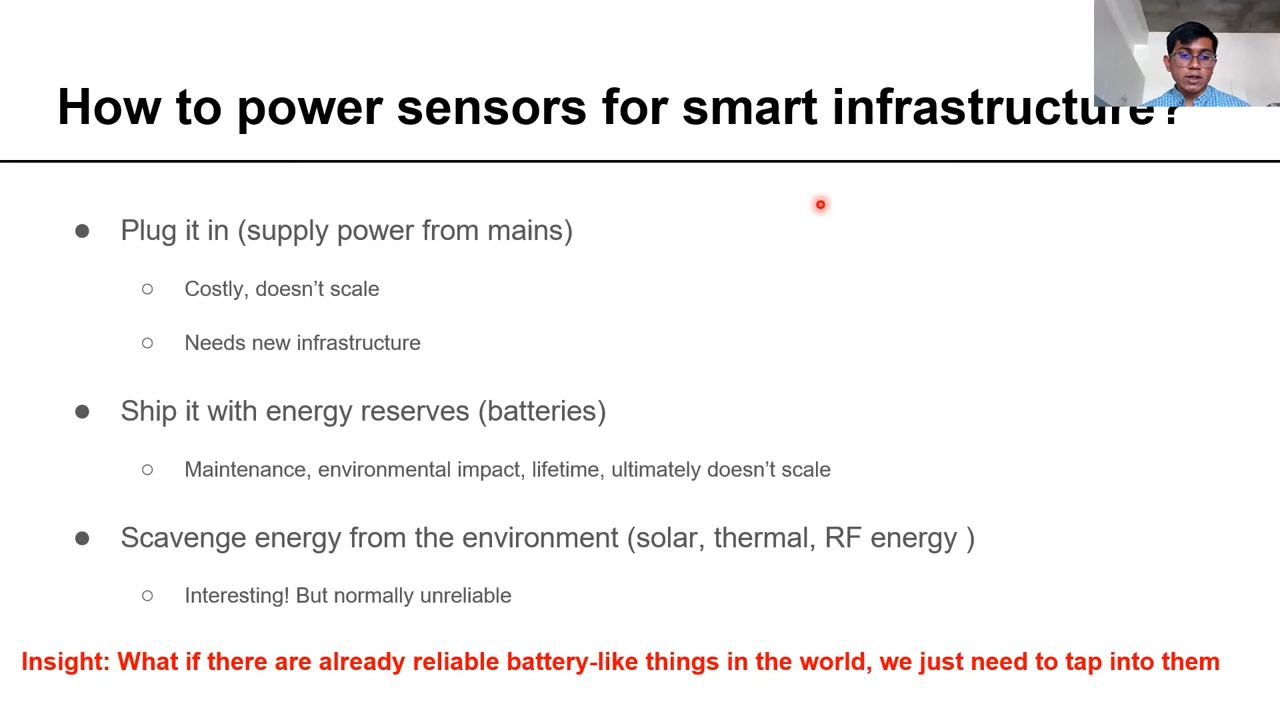 How to power sensors for smart infrastructure?
● Plug it in (supply power from mains)
○ Costly, doesn’t scale
○ Needs new infrastructure
● Ship it with energy reserves (batteries)
○ Maintenance, environmental impact, lifetime, ultimately doesn’t scale
● Scavenge energy from the environment (solar, thermal, RF energy )
○ Interesting! But normally unreliable
Insight: What if there are already reliable battery-like things in the world, we just need to tap into them